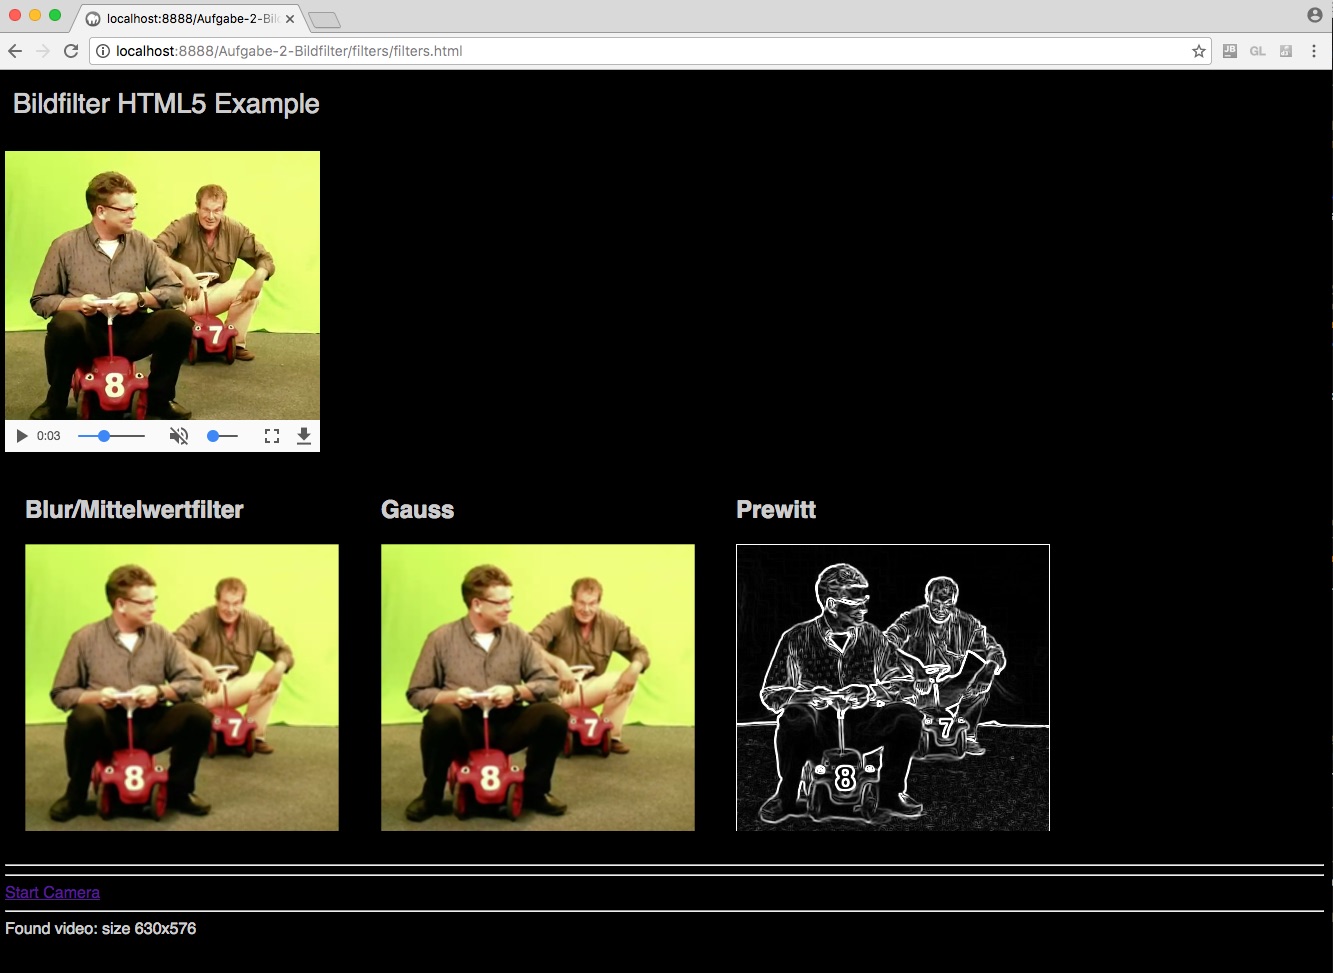 localhost:8888/Aufgabe-2-Bil
localhost:8888/Aufgabe-2-Bildfilter/filters/filters.html
JB
GL
Bildfilter HTML5 Example
7
8
0:03
Blur/Mittelwertfilter
Gauss
Prewitt
7
7
7
8
8
8
Start Camera
Found video: size 630x576